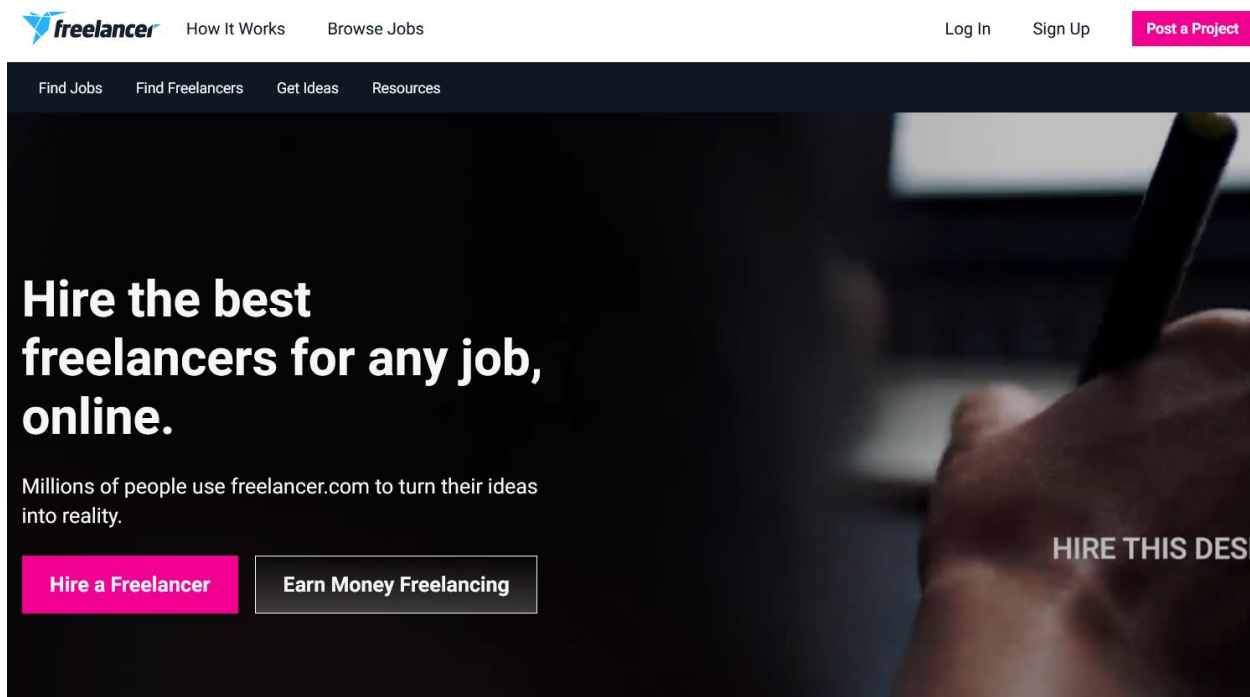 freelancer
How It Works
Browse Jobs
Log In
Sign Up
Post a Project
Find Jobs
Find Freelancers
Get Ideas
Resources
Hire the best
freelancers for any job,
online.
Millions of people use freelancer.com to turn their ideas
into reality.
Hire a Freelancer
Earn Money Freelancing
HIRE THIS